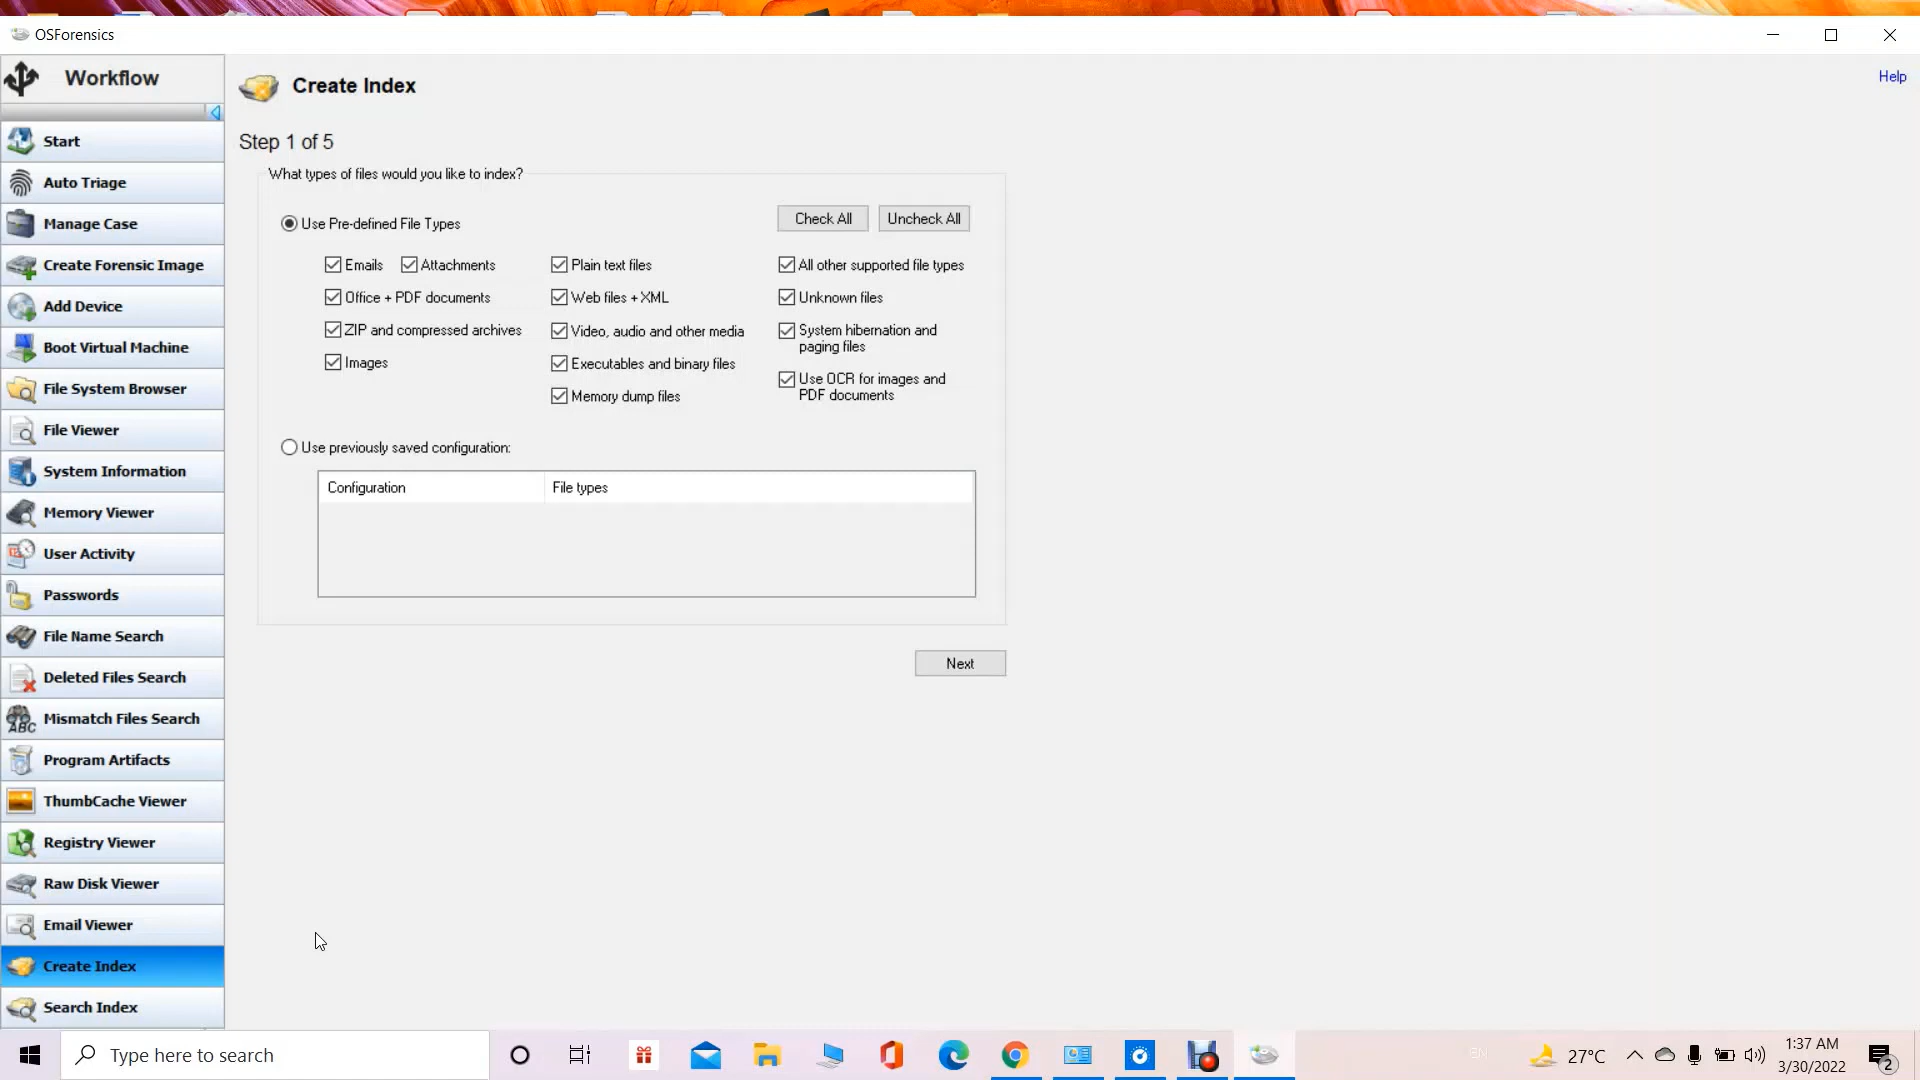 OSForensics
Workflow
Start
Auto Triage
Manage Case
Create Forensic Image
Add Device
Boot Virtual Machine
File System Browser
File Viewer
System Information
Memory Viewer
User Activity
Passwords
File Name Search
Deleted Files Search
Mismatch Files Search
Program Artifacts
ThumbCache Viewer
Registry Viewer
Raw Disk Viewer
Email Viewer
Create Index
Search Index
Create Index
Help
Step 1 of 5
What types of files would you like to index?
Use Pre-defined File Types
Check All
Uncheck All
Emails
Attachments
Plain text files
All other supported file types
Office + PDF documents
Web files + XML
Unknown files
ZIP and compressed archives
Video, audio and other media
System hibernation and
paging files
Images
Executables and binary files
Use OCR for images and
PDF documents
Memory dump files
Use previously saved configuration:
Configuration
File types
Next
Type here to search
EN
27°C
1:37 AM
3/30/2022
2
ABC